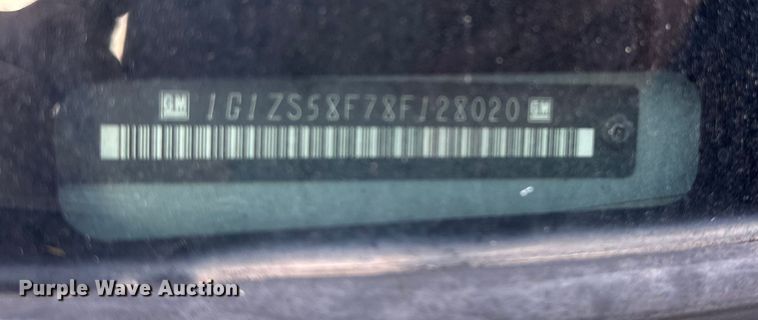 GM 1G1ZS58F78F128020 GM
Purple Wave Auction